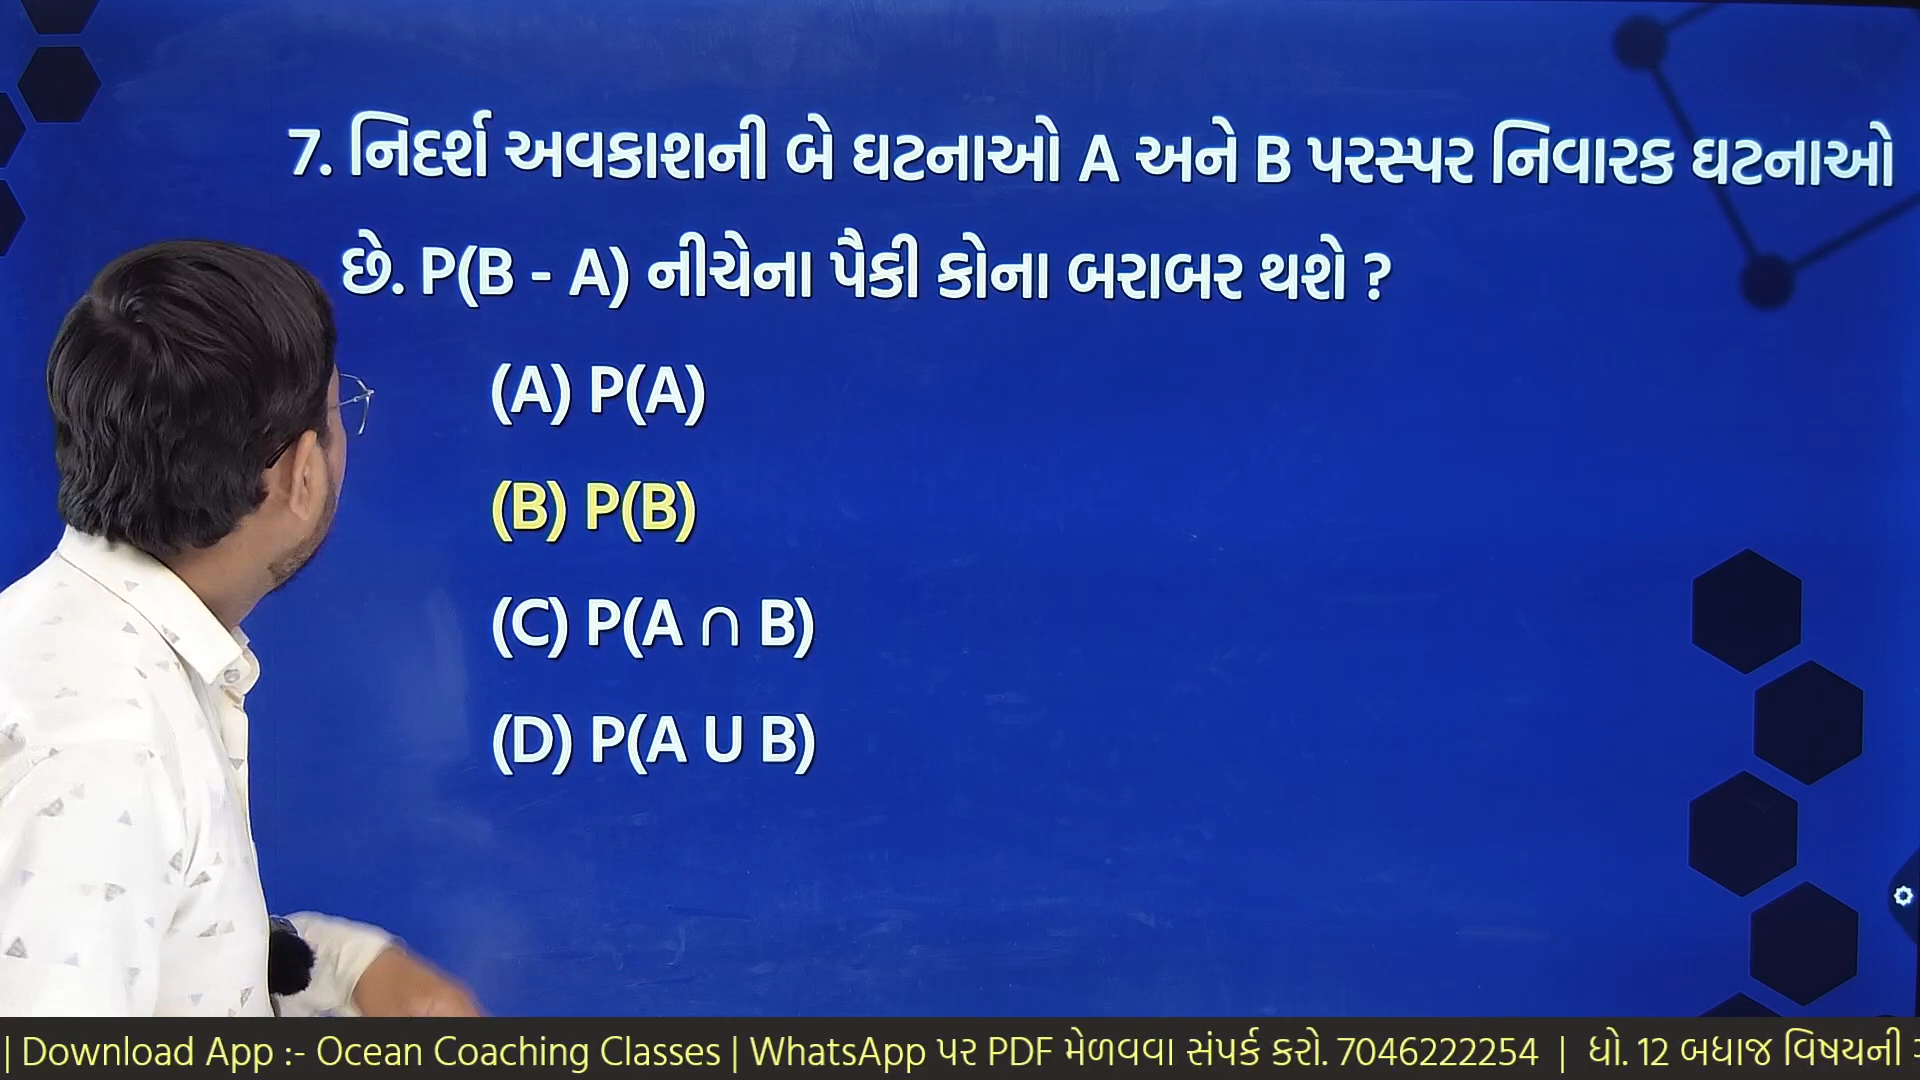 7. નિદર્શ અવકાશની બે ઘટનાઓ A અને B પરસ્પર નિવારક ઘટનાઓ
છે. P(B - A) નીચેના પૈકી કોના બરાબર થશે ?
(A) P(A)
(B) P(B)
(C) P(A ∩ B)
(D) P(A U B)
| Download App :- Ocean Coaching Classes | WhatsApp પર PDF મેળવવા સંપર્ક કરો. 7046222254 | ધો. 12 બધાજ વિષયની